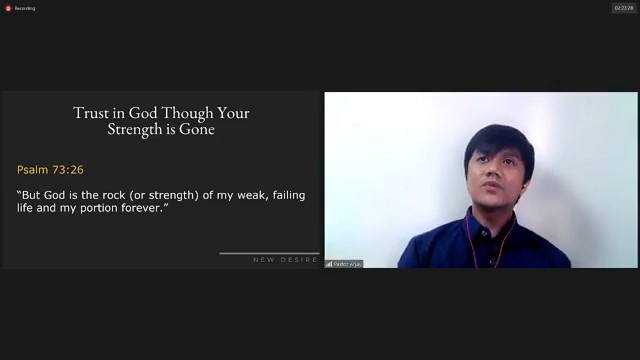 Recording
02:23:28
Trust in God Though Your
Strength is Gone
Psalm 73:26
“But God is the rock (or strength) of my weak, failing
life and my portion forever.”
NEW DESIRE
Pastor Arjay